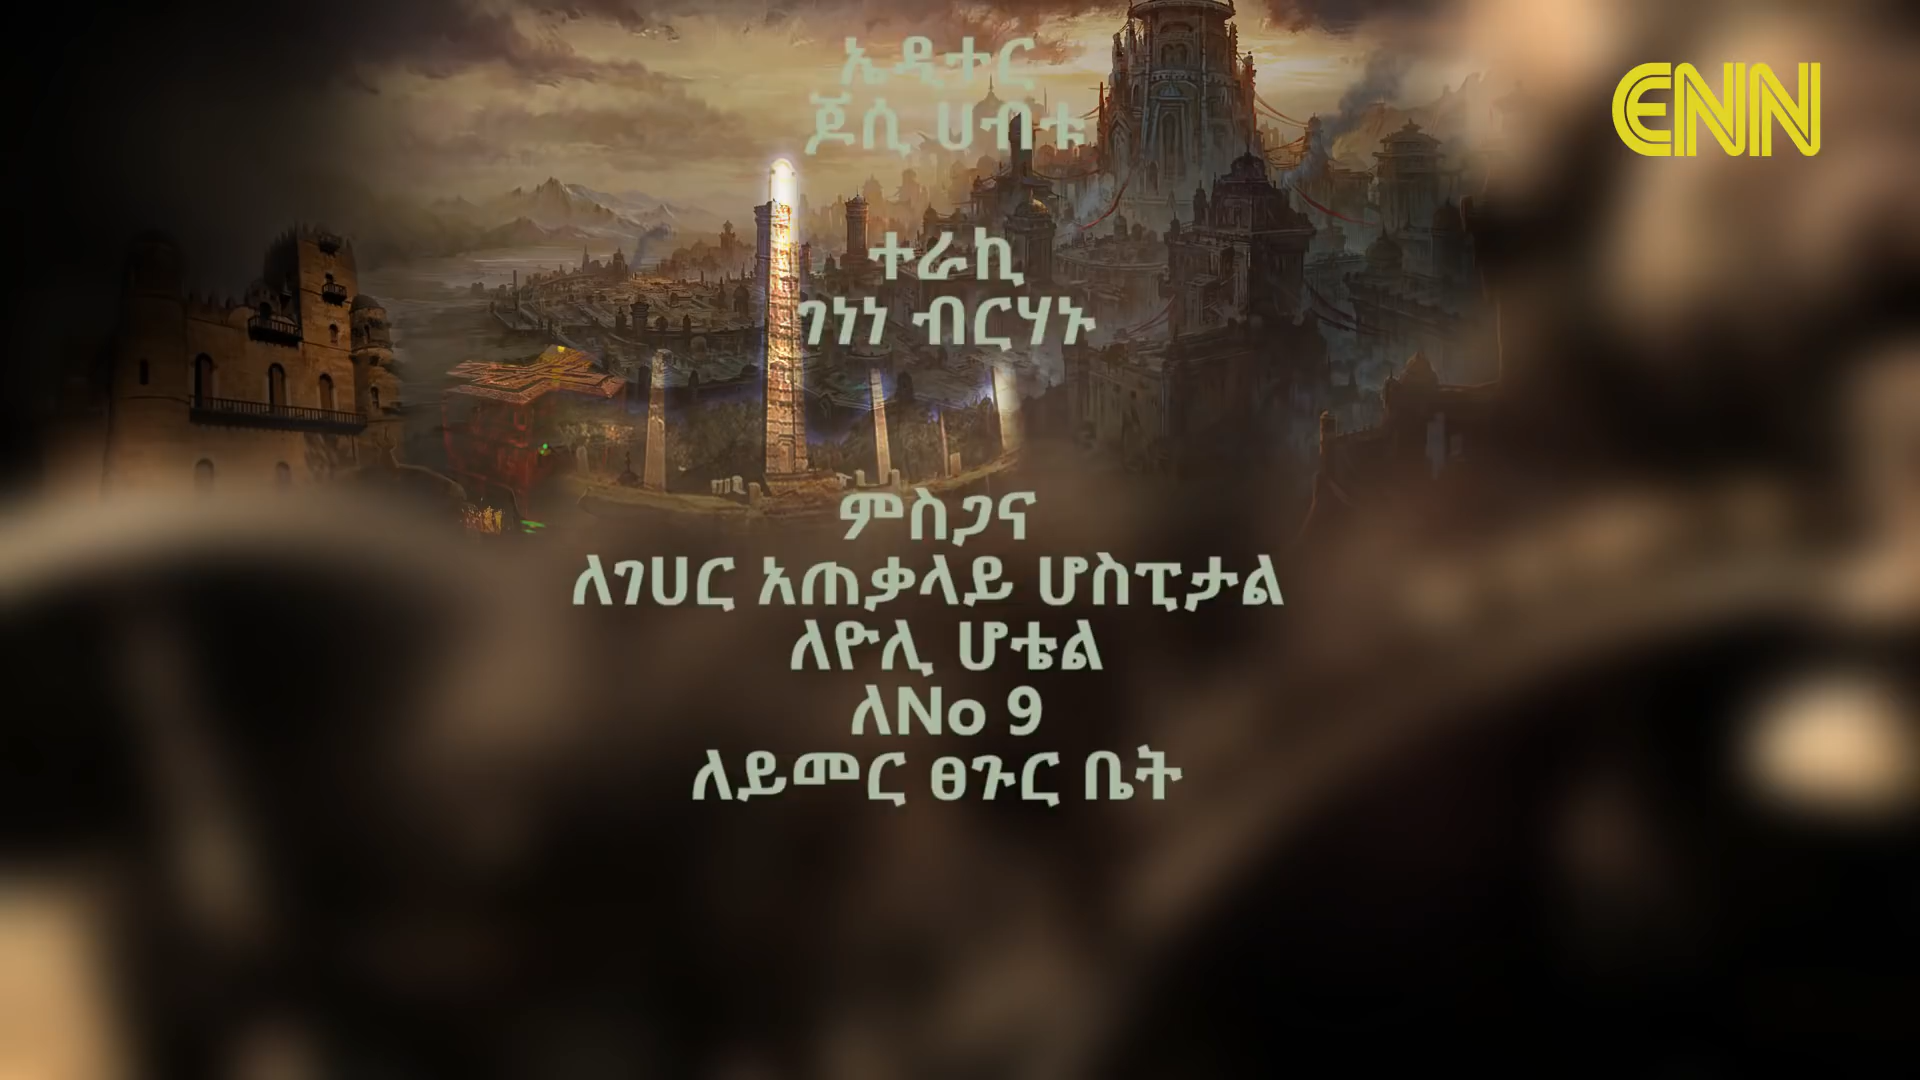 ENN
ኤዲተር
ጆሲ ሀብቱ
ተራኪ
ገነነ ብርሃኑ
ምስጋና
ለገሀር አጠቃላይ ሆስፒታል
ለዮሊ ሆቴል
ለNo 9
ለይመር ፀጉር ቤት